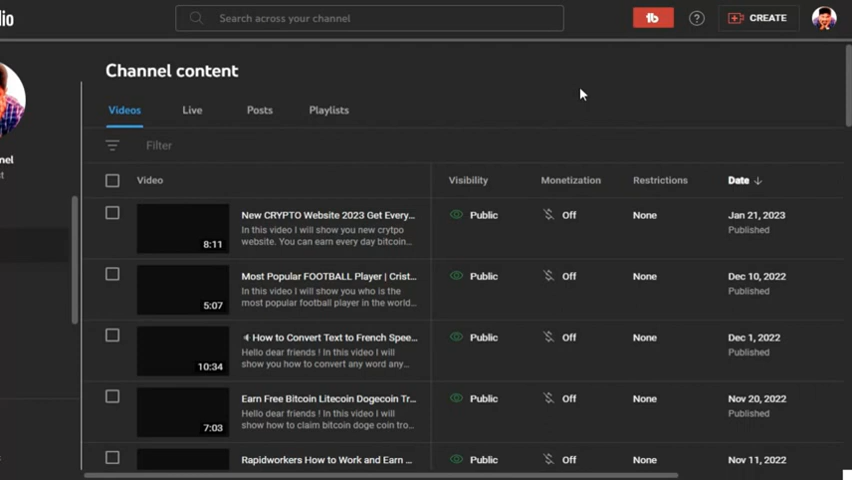 dio
Search across your channel
tb
?
CREATE
Channel content
Videos
Live
Posts
Playlists
nel
t
Filter
Video
Visibility
Monetization
Restrictions
Date
8:11
New CRYPTO Website 2023 Get Every...
In this video I will show you new crytpo
website. You can earn every day bitcoin...
Public
Off
None
Jan 21, 2023
Published
5:07
Most Popular FOOTBALL Player | Crist...
In this video I will show you who is the
most popular football player in the world...
Public
Off
None
Dec 10, 2022
Published
10:34
How to Convert Text to French Spee...
Hello dear friends ! In this video I will
show you how to convert any word any...
Public
Off
None
Dec 1, 2022
Published
7:03
Earn Free Bitcoin Litecoin Dogecoin Tr...
Hello dear friends ! In this video I will
show how to claim bitcoin doge coin tro...
Public
Off
None
Nov 20, 2022
Published
Rapidworkers How to Work and Earn ...
Public
Off
None
Nov 11, 2022